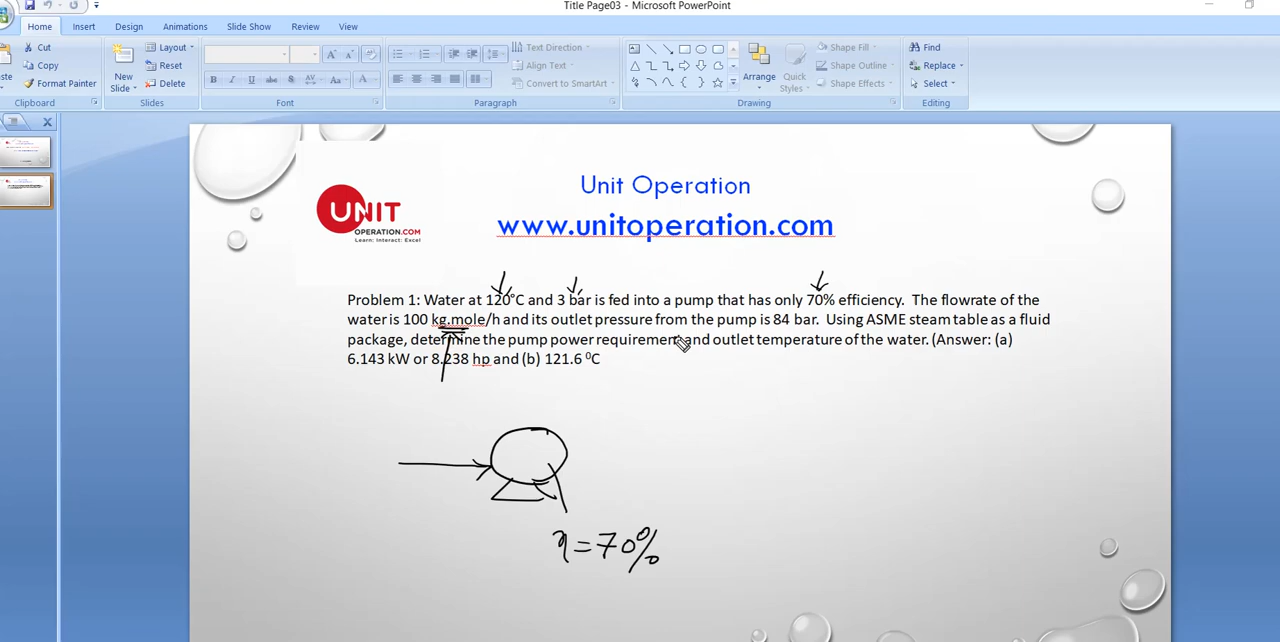 Title Page03 - Microsoft PowerPoint
Home Insert Design Animations Slide Show Review View
Cut
Copy
Format Painter
Clipboard
New Slide
Layout
Reset
Delete
Slides
B I U abc S AV Aa A
Font
Text Direction
Align Text
Convert to SmartArt
Paragraph
Arrange
Quick Styles
Shape Fill
Shape Outline
Shape Effects
Drawing
Find
Replace
Select
Editing
Unit Operation
www.unitoperation.com
UNIT
OPERATION.COM
Learn: Interact: Excel
Problem 1: Water at 120°C and 3 bar is fed into a pump that has only 70% efficiency. The flowrate of the
water is 100 kg.mole/h and its outlet pressure from the pump is 84 bar. Using ASME steam table as a fluid
package, determine the pump power requirement and outlet temperature of the water. (Answer: (a)
6.143 kW or 8.238 hp and (b) 121.6 ⁰C
η = 70%